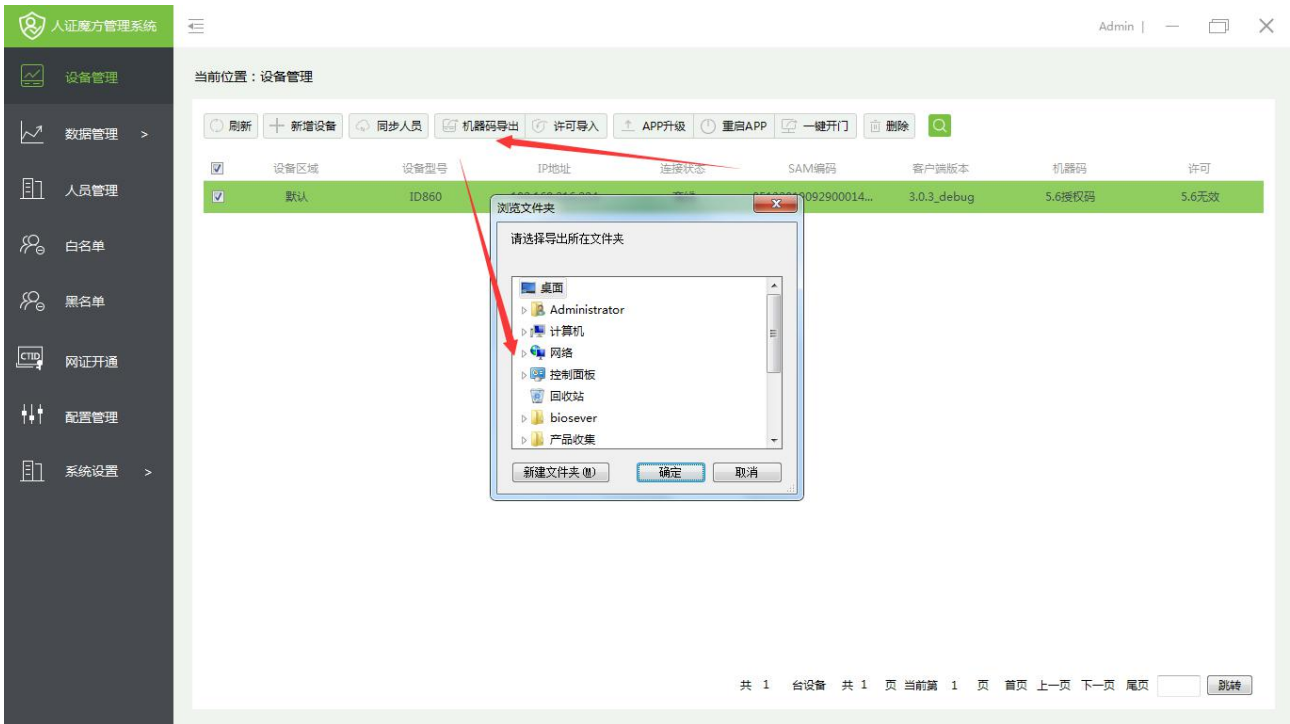 人证魔方管理系统
Admin |
设备管理
数据管理 >
人员管理
白名单
黑名单
CTID 网证开通
配置管理
系统设置 >
当前位置：设备管理
刷新 新增设备 同步人员 机器码导出 许可导入 APP升级 重启APP 一键开门 删除
设备区域 设备型号 IP地址 连接状态 SAM编码 客户端版本 机器码 许可
默认 ID860 3.0.3_debug 5.6授权码 5.6无效
浏览文件夹
请选择导出所在文件夹
桌面
Administrator
计算机
网络
控制面板
回收站
biosever
产品收集
新建文件夹(M) 确定 取消
共 1 台设备 共 1 页 当前第 1 页 首页 上一页 下一页 尾页 跳转